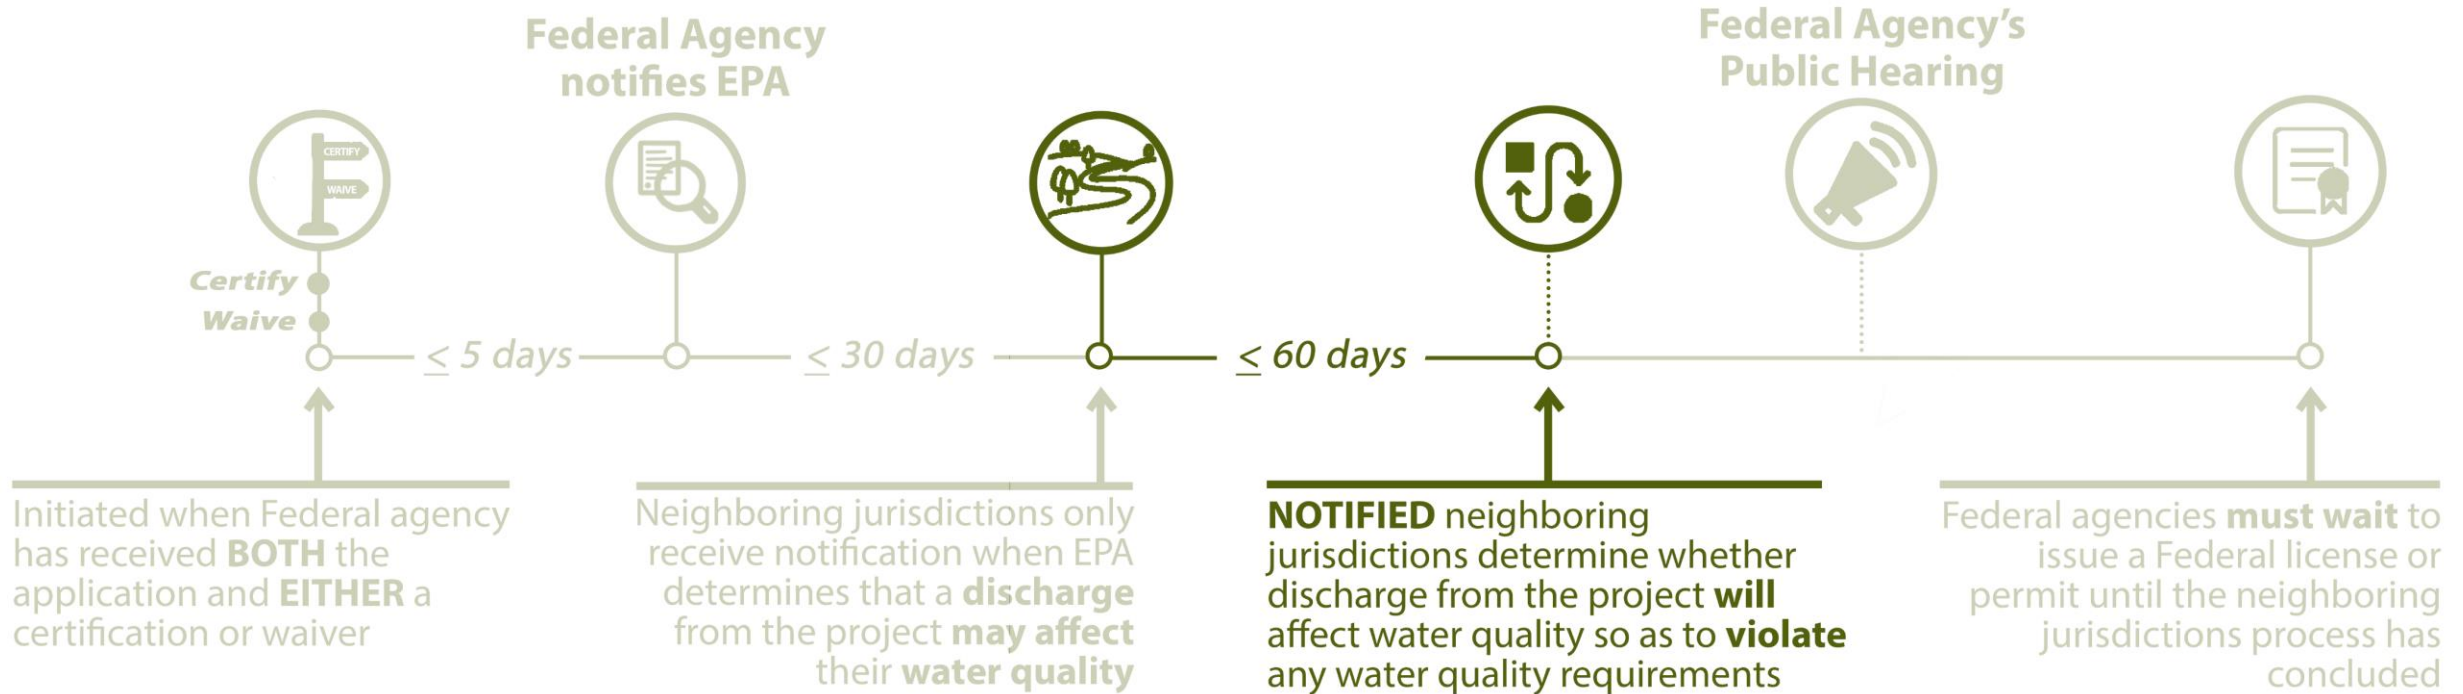 Federal Agency
notifies EPA
Federal Agency's
Public Hearing
CERTIFY
WAIVE
Certify
Waive
≤ 5 days
≤ 30 days
≤ 60 days
Initiated when Federal agency
has received BOTH the
application and EITHER a
certification or waiver
Neighboring jurisdictions only
receive notification when EPA
determines that a discharge
from the project may affect
their water quality
NOTIFIED neighboring
jurisdictions determine whether
discharge from the project will
affect water quality so as to violate
any water quality requirements
Federal agencies must wait to
issue a Federal license or
permit until the neighboring
jurisdictions process has
concluded